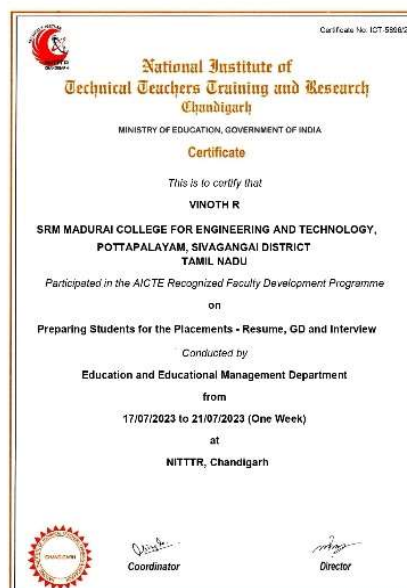 Certificate No: ICT-5896/2
National Institute of
Technical Teachers Training and Research
Chandigarh
MINISTRY OF EDUCATION, GOVERNMENT OF INDIA
Certificate
This is to certify that
VINOTH R
SRM MADURAI COLLEGE FOR ENGINEERING AND TECHNOLOGY,
POTTAPALAYAM, SIVAGANGAI DISTRICT
TAMIL NADU
Participated in the AICTE Recognized Faculty Development Programme
on
Preparing Students for the Placements - Resume, GD and Interview
Conducted by
Education and Educational Management Department
from
17/07/2023 to 21/07/2023 (One Week)
at
NITTTR, Chandigarh
CHANDIGARH
Coordinator
Director